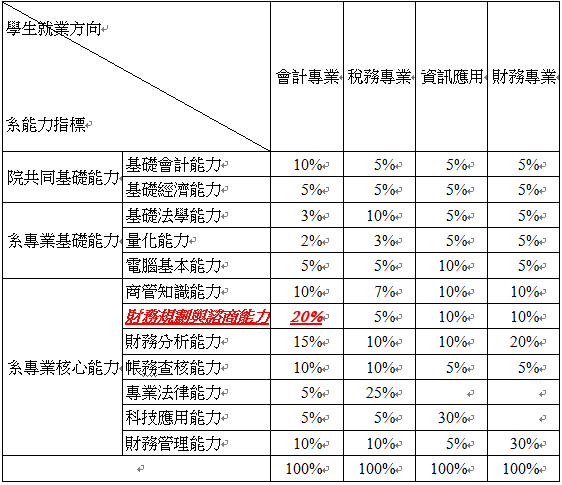 學生就業方向
系能力指標
會計專業 稅務專業 資訊應用 財務專業
院共同基礎能力 基礎會計能力 10% 5% 5% 5%
基礎經濟能力 5% 5% 5% 5%
系專業基礎能力 基礎法學能力 3% 10% 5% 5%
量化能力 2% 3% 5% 5%
電腦基本能力 5% 5% 10% 5%
系專業核心能力 商管知識能力 10% 7% 10% 10%
財務規劃與諮商能力 20% 5% 10% 10%
財務分析能力 15% 10% 10% 20%
帳務查核能力 10% 10% 5% 5%
專業法律能力 5% 25%
科技應用能力 5% 5% 30%
財務管理能力 10% 10% 5% 30%
100% 100% 100% 100%